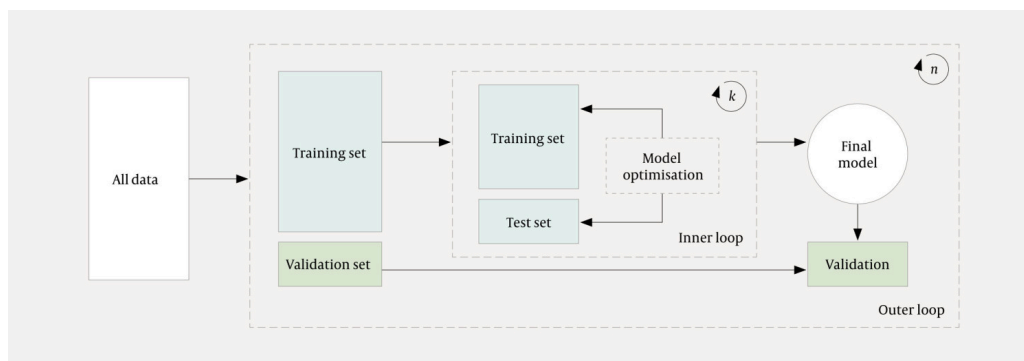 All data
Training set
Validation set
Training set
Test set
Model
optimisation
k
Inner loop
Final
model
Validation
n
Outer loop